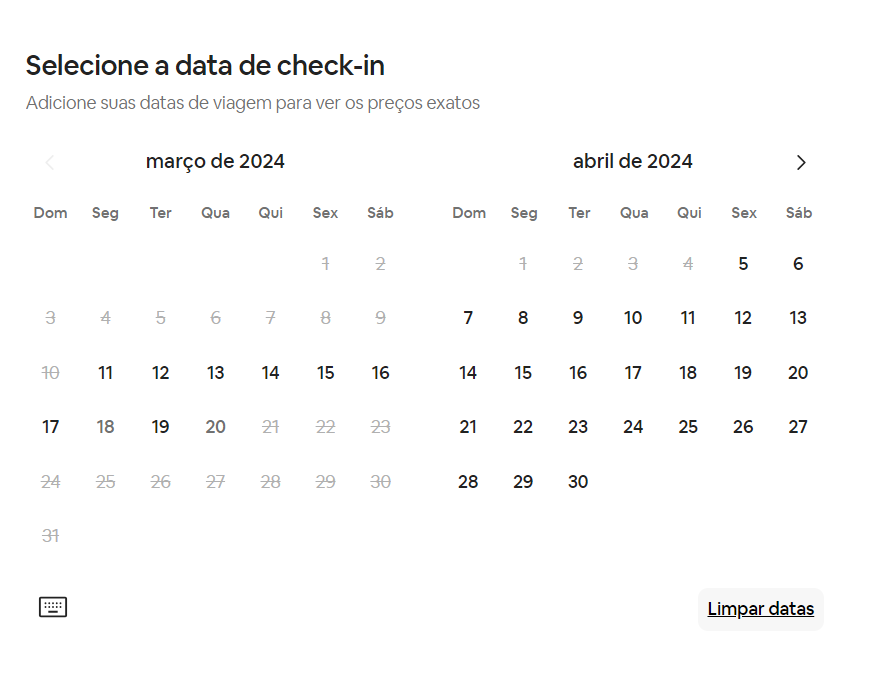 Selecione a data de check-in
Adicione suas datas de viagem para ver os preços exatos
março de 2024
Dom Seg Ter Qua Qui Sex Sáb
1 2
3 4 5 6 7 8 9
10 11 12 13 14 15 16
17 18 19 20 21 22 23
24 25 26 27 28 29 30
31
abril de 2024
Dom Seg Ter Qua Qui Sex Sáb
1 2 3 4 5 6
7 8 9 10 11 12 13
14 15 16 17 18 19 20
21 22 23 24 25 26 27
28 29 30
Limpar datas